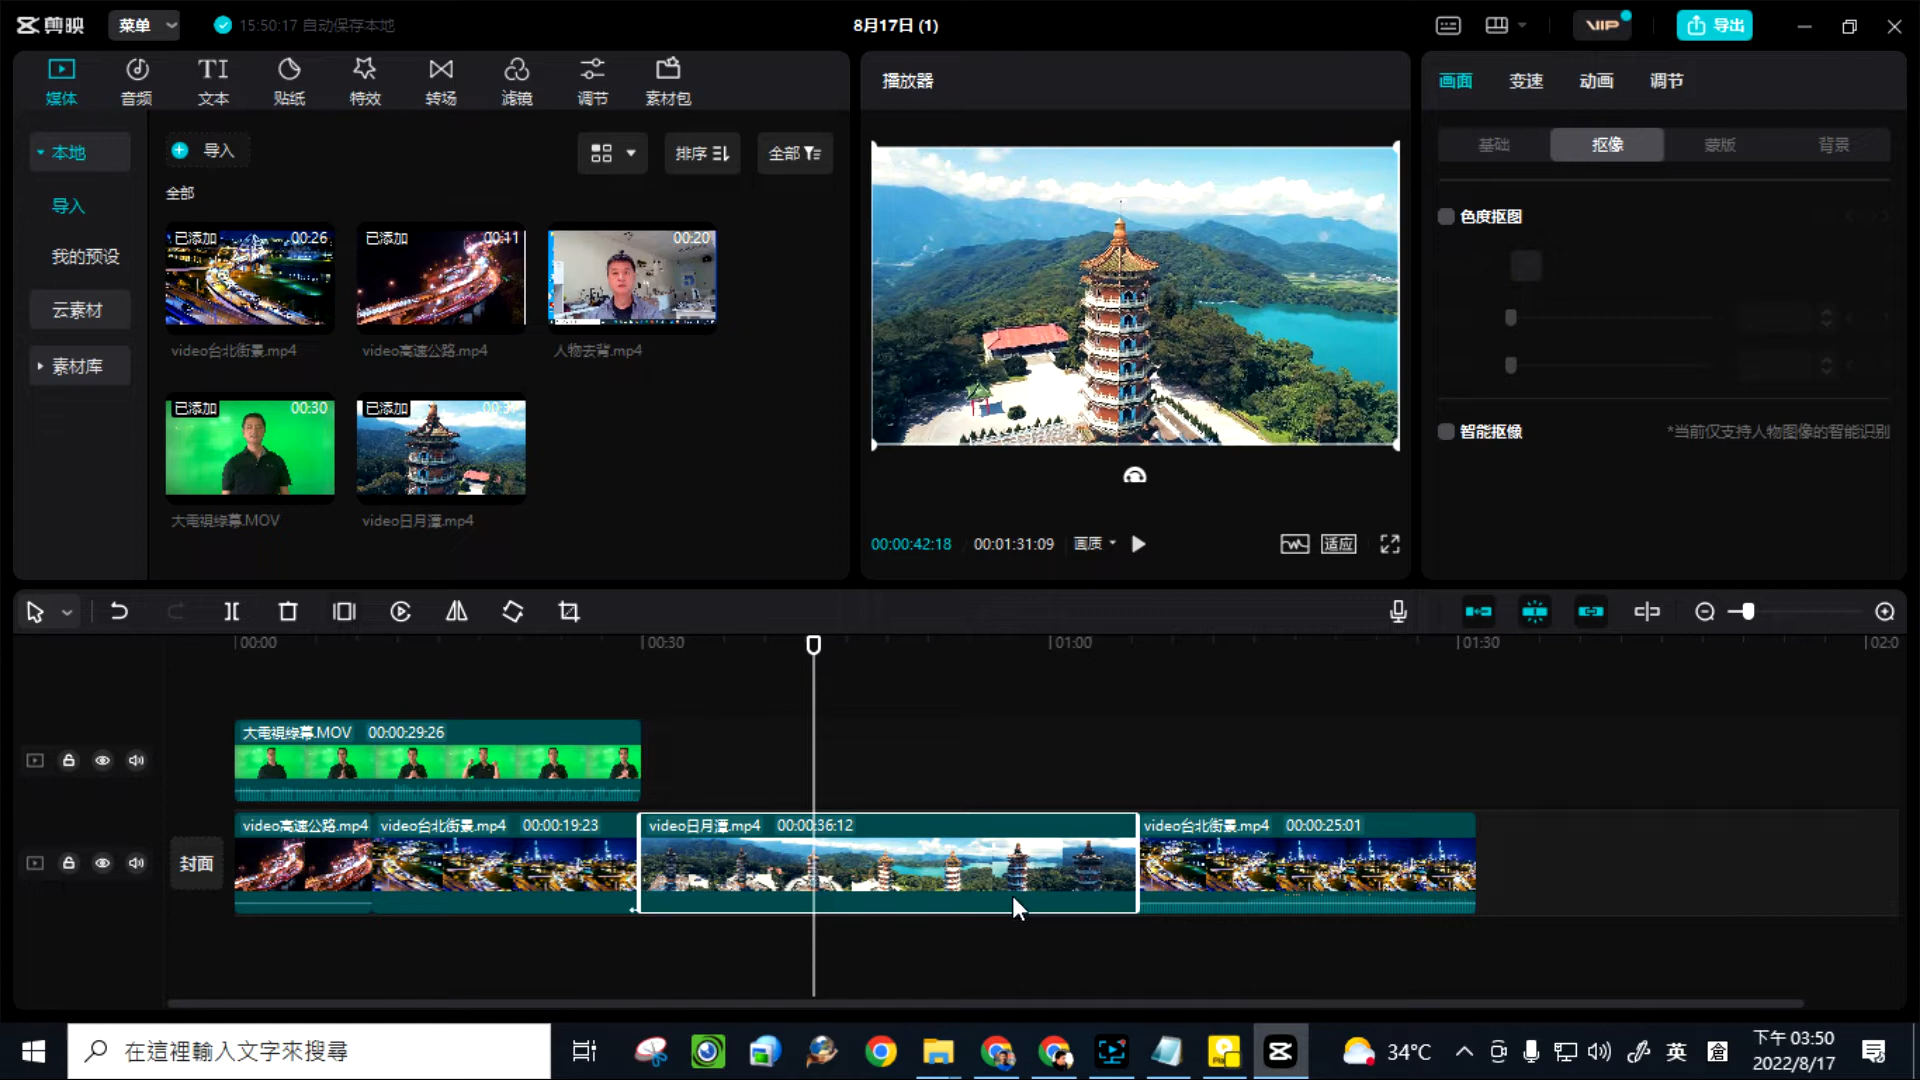 剪映
菜单
15:50:17 自动保存本地
8月17日 (1)
VIP
导出
媒体
音频
文本
贴纸
特效
转场
滤镜
调节
素材包
本地
导入
我的预设
云素材
素材库
导入
排序
全部
全部
已添加
00:26
video台北街景.mp4
已添加
00:11
video高速公路.mp4
00:20
人物去背.mp4
已添加
00:30
大電視绿幕.MOV
已添加
video日月潭.mp4
播放器
00:00:42:18
00:01:31:09
画质
适应
画面
变速
动画
调节
基础
抠像
蒙版
背景
色度抠图
智能抠像
*当前仅支持人物图像的智能识别
00:00
00:30
01:00
01:30
02:0
大電視绿幕.MOV 00:00:29:26
封面
video高速公路.mp4
video台北街景.mp4 00:00:19:23
video日月潭.mp4 00:00:36:12
video台北街景.mp4 00:00:25:01
在這裡輸入文字來搜尋
34°C
英
倉
下午 03:50
2022/8/17